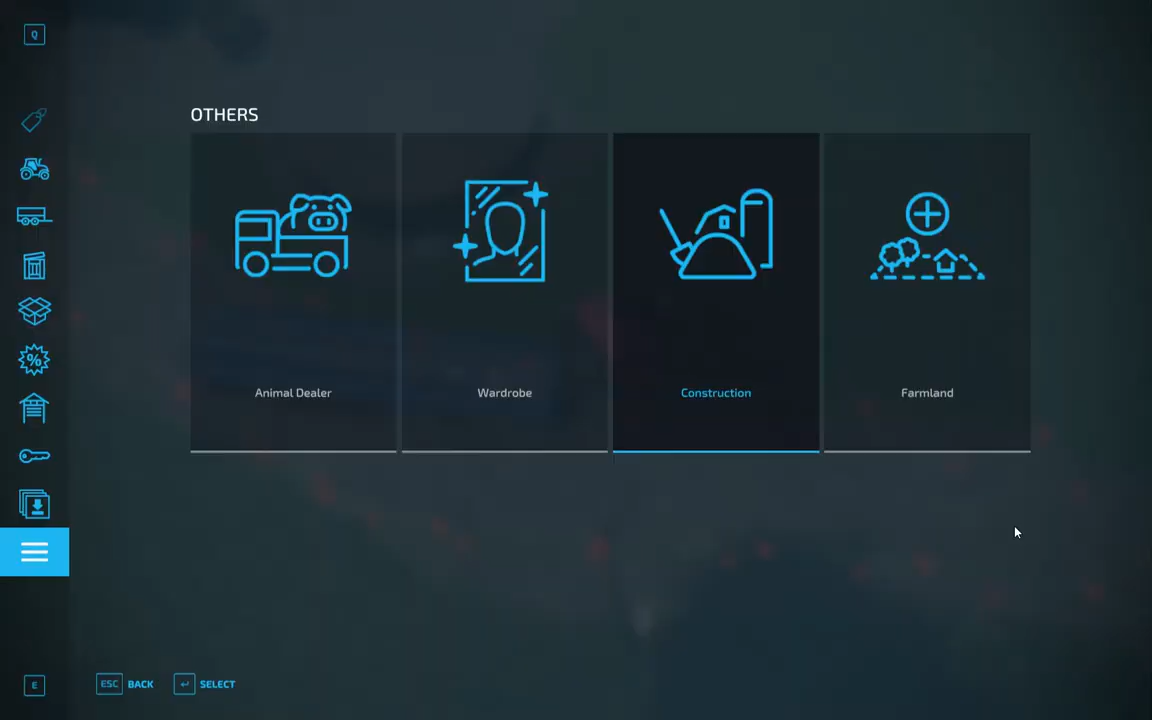 Q
OTHERS
%
Animal Dealer
Wardrobe
Construction
Farmland
E
ESC BACK ↵ SELECT